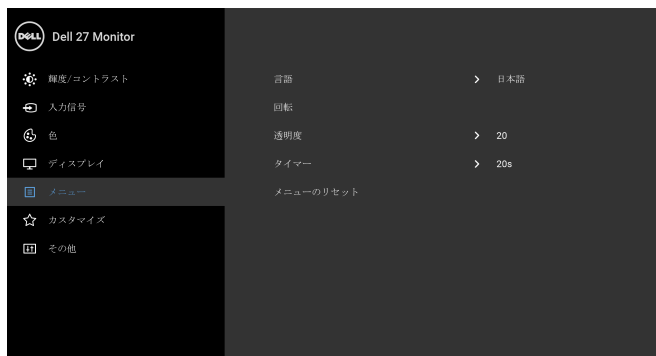 DELL Dell 27 Monitor
輝度/コントラスト
入力信号
色
ディスプレイ
メニュー
カスタマイズ
その他
言語 日本語
回転
透明度 20
タイマー 20s
メニューのリセット